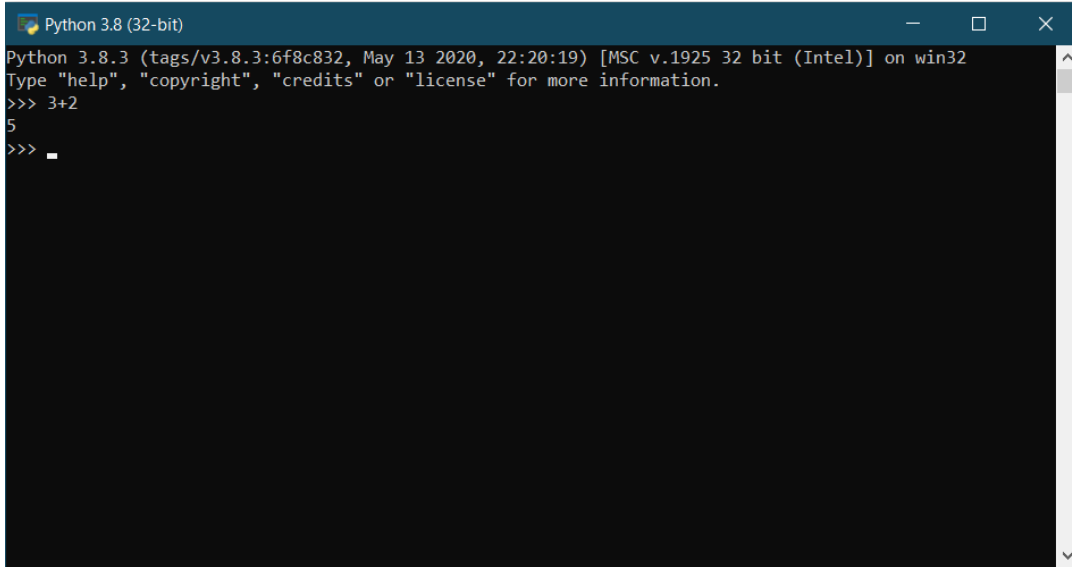 Python 3.8 (32-bit)
Python 3.8.3 (tags/v3.8.3:6f8c832, May 13 2020, 22:20:19) [MSC v.1925 32 bit (Intel)] on win32
Type "help", "copyright", "credits" or "license" for more information.
>>> 3+2
5
>>>